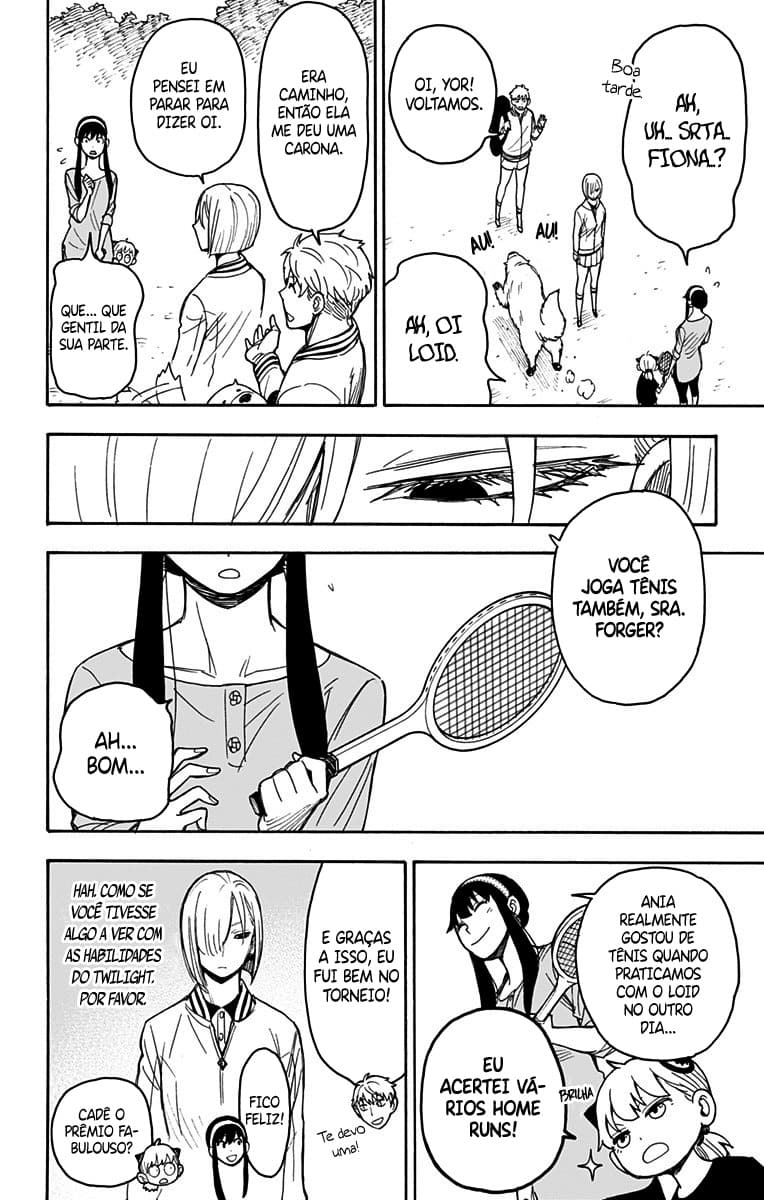 Boa
tarde.
AH,
UH... SRTA.
FIONA..?
OI, YOR!
VOLTAMOS.
AU!
AU!
AH, OI
LOID.
ERA
CAMINHO,
ENTÃO ELA
ME DEU UMA
CARONA.
EU
PENSEI EM
PARAR PARA
DIZER OI.
QUE... QUE
GENTIL DA
SUA PARTE.
VOCÊ
JOGA TÊNIS
TAMBÉM, SRA.
FORGER?
AH...
BOM...
ANIA
REALMENTE
GOSTOU DE
TÊNIS QUANDO
PRATICAMOS
COM O LOID
NO OUTRO
DIA...
EU
ACERTEI VÁ-
RIOS HOME
RUNS!
BRILHA
E GRAÇAS
A ISSO, EU
FUI BEM NO
TORNEIO!
Te devo
uma!
HAH. COMO SE
VOCÊ TIVESSE
ALGO A VER COM
AS HABILIDADES
DO TWILIGHT.
POR FAVOR.
FICO
FELIZ!
CADÊ O
PRÊMIO FA-
BULOUSO?